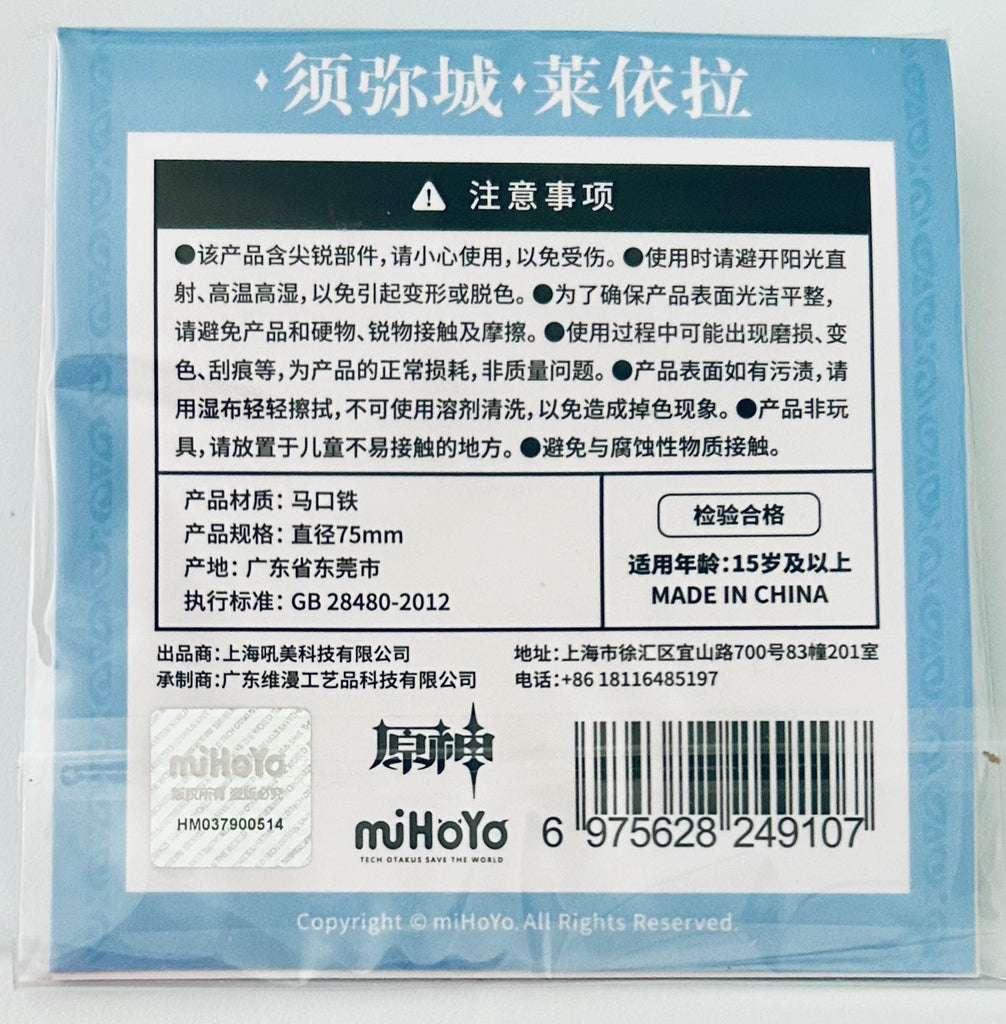 须弥城·莱依拉
注意事项
●该产品含尖锐部件,请小心使用,以免受伤。●使用时请避开阳光直
射、高温高湿,以免引起变形或脱色。●为了确保产品表面光洁平整,
请避免产品和硬物、锐物接触及摩擦。●使用过程中可能出现磨损、变
色、刮痕等,为产品的正常损耗,非质量问题。●产品表面如有污渍,请
用湿布轻轻擦拭,不可使用溶剂清洗,以免造成掉色现象。●产品非玩
具,请放置于儿童不易接触的地方。●避免与腐蚀性物质接触。
产品材质：马口铁
产品规格：直径75mm
产地：广东省东莞市
执行标准：GB 28480-2012
检验合格
适用年龄:15岁及以上
MADE IN CHINA
出品商:上海吼美科技有限公司
承制商:广东维漫工艺品科技有限公司
地址:上海市徐汇区宜山路700号83幢201室
电话:+86 18116485197
miHoYo
版权所有 盗版必究
HM037900514
原神
miHoYo
TECH OTAKUS SAVE THE WORLD
6 975628 249107
Copyright © miHoYo. All Rights Reserved.